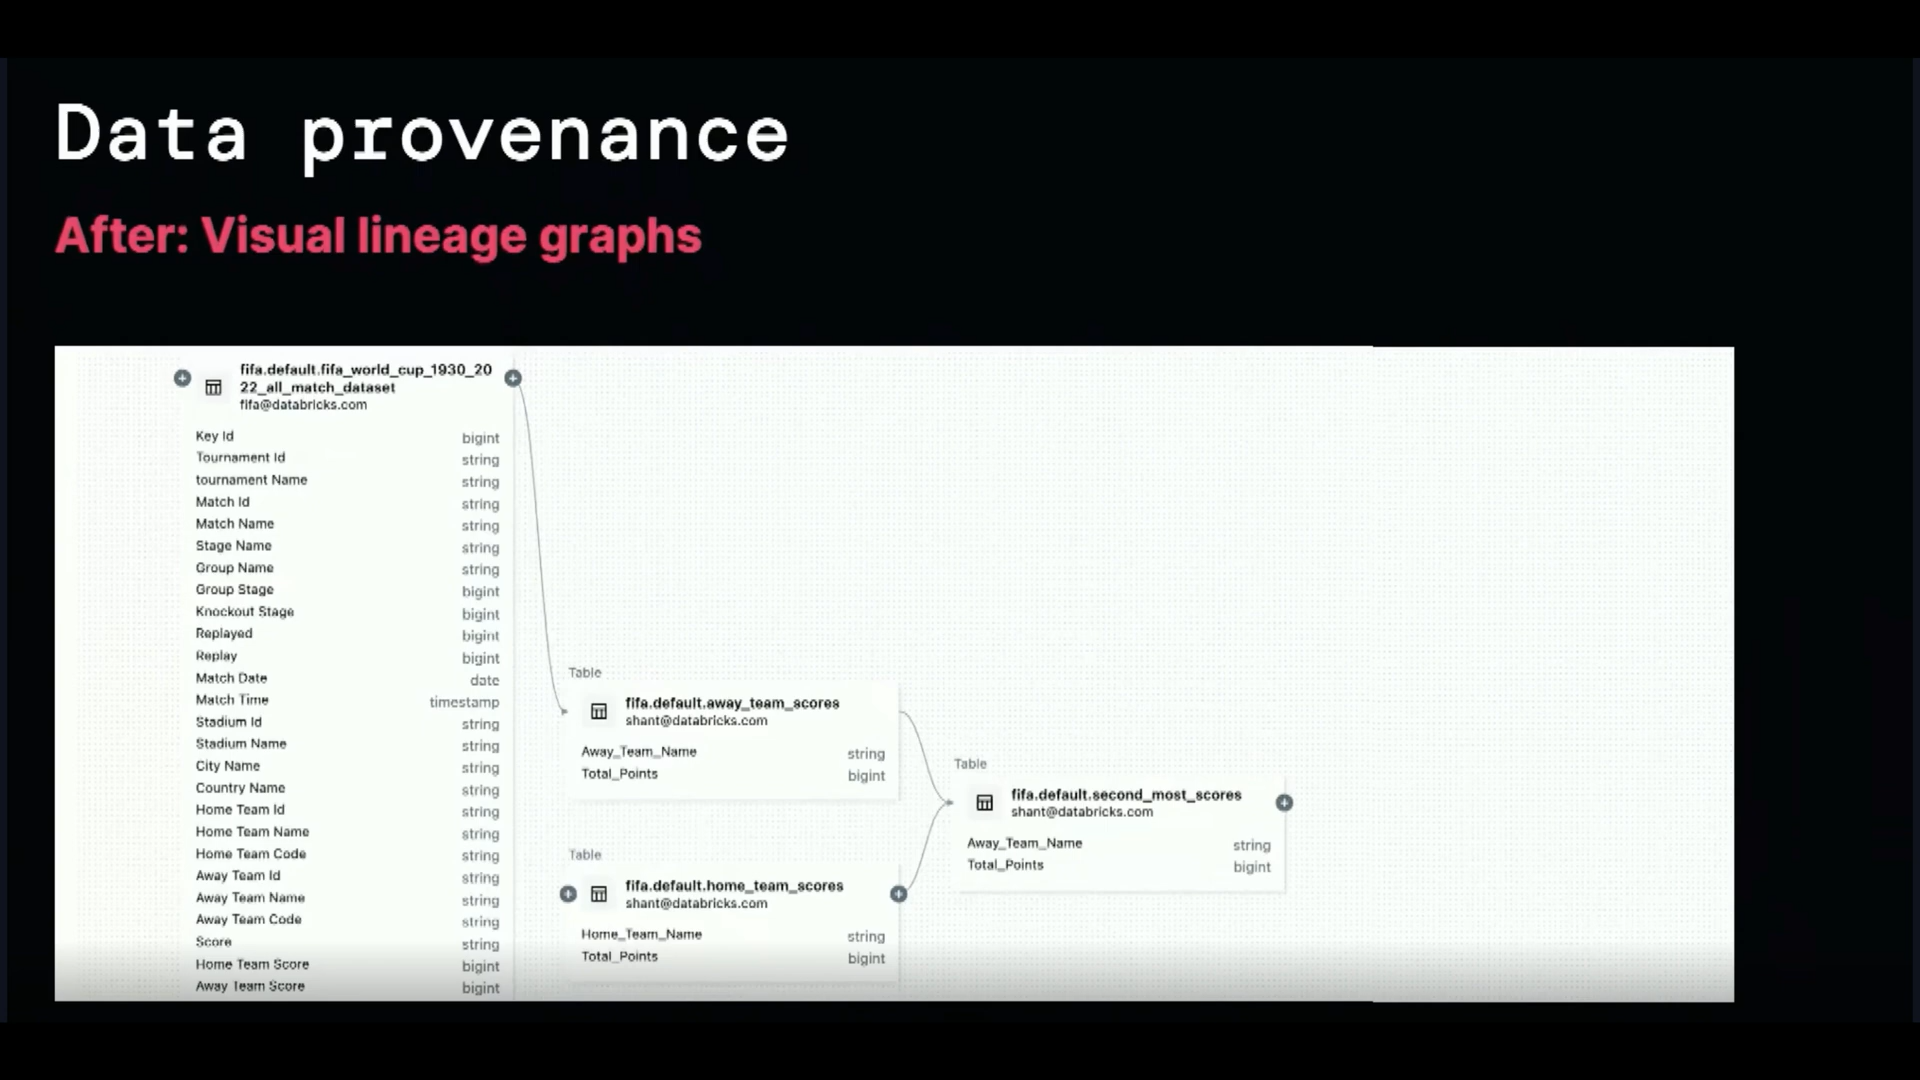 Data provenance
After: Visual lineage graphs
fifa.default.fifa_world_cup_1930_20
22_all_match_dataset
fifa@databricks.com
Key Id bigint
Tournament Id string
tournament Name string
Match Id string
Match Name string
Stage Name string
Group Name string
Group Stage bigint
Knockout Stage bigint
Replayed bigint
Replay bigint
Match Date date
Match Time timestamp
Stadium Id string
Stadium Name string
City Name string
Country Name string
Home Team Id string
Home Team Name string
Home Team Code string
Away Team Id string
Away Team Name string
Away Team Code string
Score string
Home Team Score bigint
Away Team Score bigint
Table
fifa.default.away_team_scores
shant@databricks.com
Away_Team_Name string
Total_Points bigint
Table
fifa.default.home_team_scores
shant@databricks.com
Home_Team_Name string
Total_Points bigint
Table
fifa.default.second_most_scores
shant@databricks.com
Away_Team_Name string
Total_Points bigint